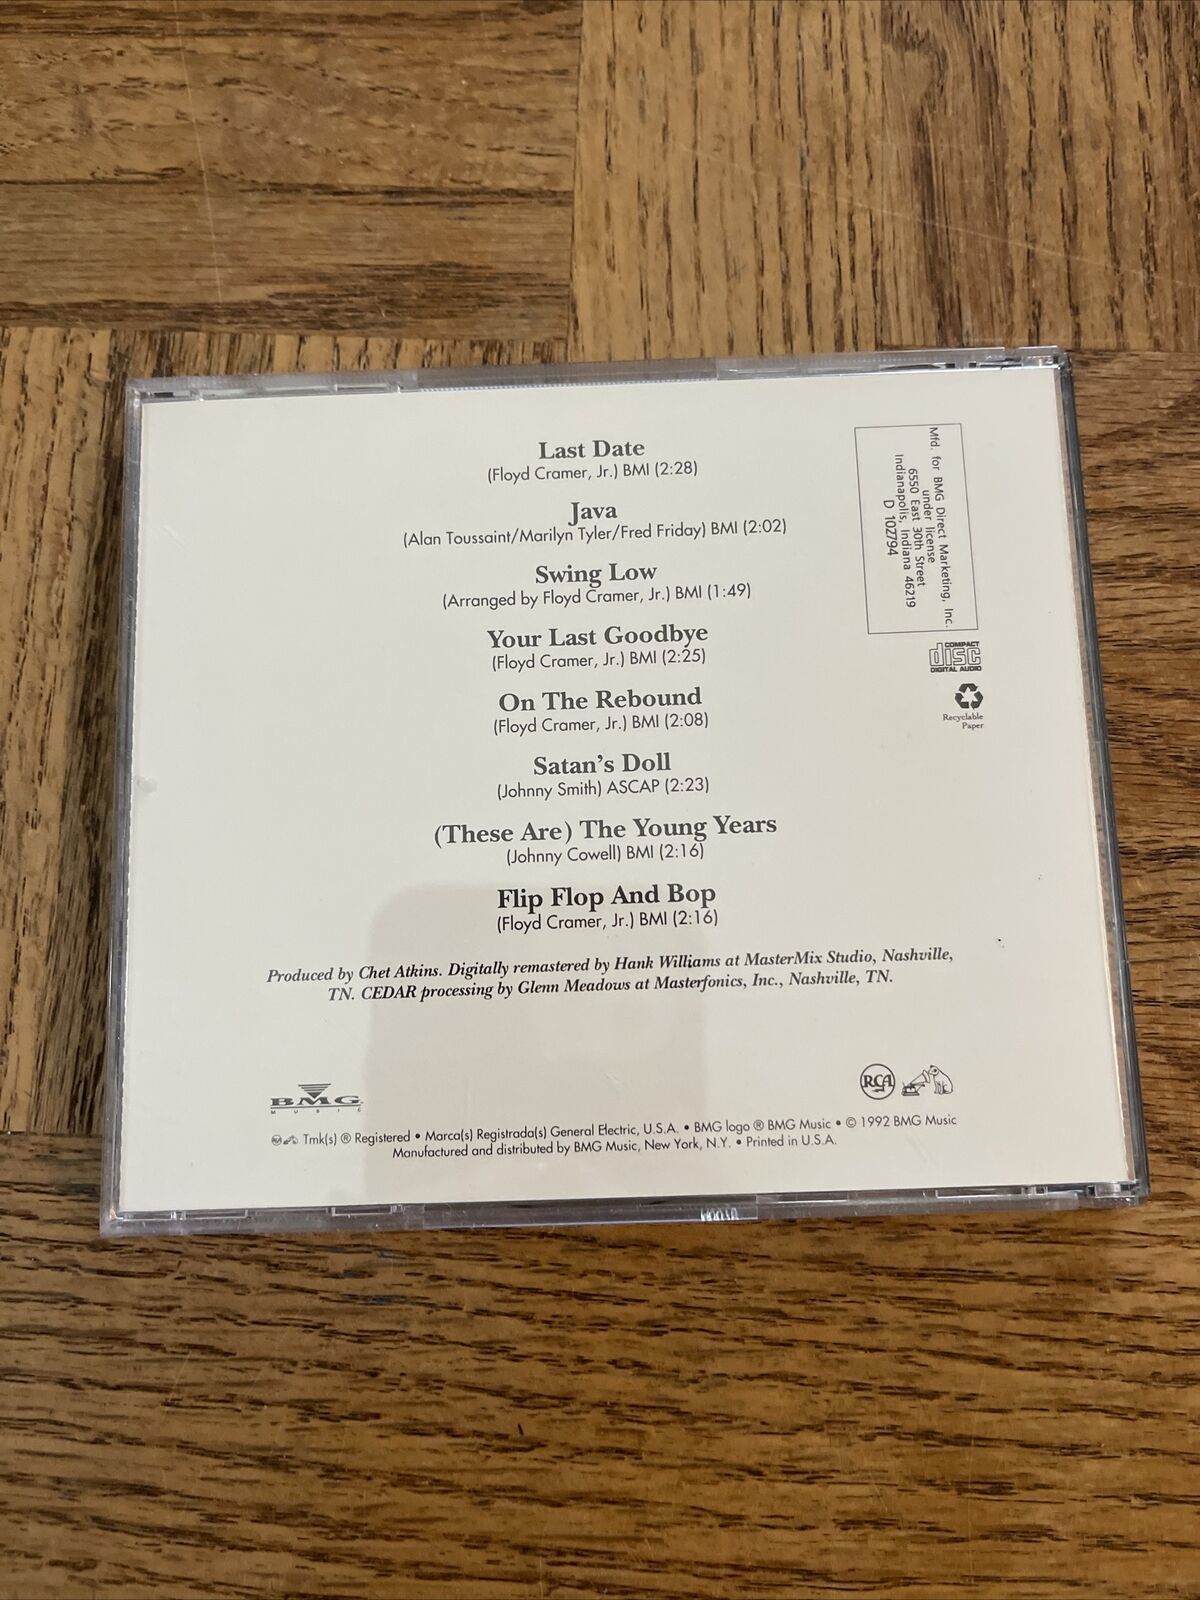 Last Date
(Floyd Cramer, Jr.) BMI (2:28)
Java
(Alan Toussaint/Marilyn Tyler/Fred Friday) BMI (2:02)
Swing Low
(Arranged by Floyd Cramer, Jr.) BMI (1:49)
Your Last Goodbye
(Floyd Cramer, Jr.) BMI (2:25)
On The Rebound
(Floyd Cramer, Jr.) BMI (2:08)
Satan's Doll
(Johnny Smith) ASCAP (2:23)
(These Are) The Young Years
(Johnny Cowell) BMI (2:16)
Flip Flop And Bop
(Floyd Cramer, Jr.) BMI (2:16)
Produced by Chet Atkins. Digitally remastered by Hank Williams at MasterMix Studio, Nashville,
TN. CEDAR processing by Glenn Meadows at Masterfonics, Inc., Nashville, TN.
Mfd. for BMG Direct Marketing, Inc.
under license
6550 East 30th Street
Indianapolis, Indiana 46219
D 102794
COMPACT
disc
DIGITAL AUDIO
Recyclable
Paper
BMG
MUSIC
RCA
Tmk(s) ® Registered • Marca(s) Registrada(s) General Electric, U.S.A. • BMG logo ® BMG Music • © 1992 BMG Music
Manufactured and distributed by BMG Music, New York, N.Y. • Printed in U.S.A.